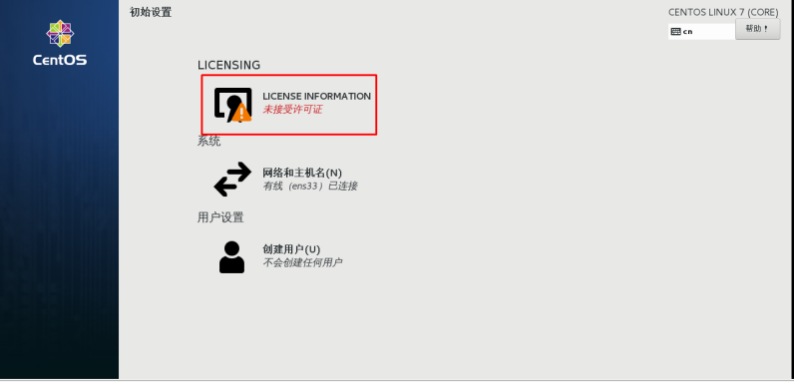 初始设置
CENTOS LINUX 7 (CORE)
cn
帮助！
CentOS
LICENSING
LICENSE INFORMATION
未接受许可证
系统
网络和主机名(N)
有线（ens33）已连接
用户设置
创建用户(U)
不会创建任何用户